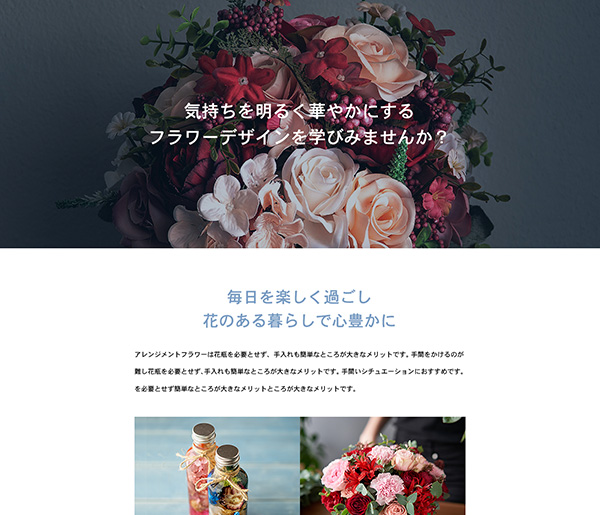 気持ちを明るく華やかにする
フラワーデザインを学びみませんか？
毎日を楽しく過ごし
花のある暮らしで心豊かに
アレンジメントフラワーは花瓶を必要とせず、手入れも簡単なところが大きなメリットです。手間をかけるのが
難し花瓶を必要とせず、手入れも簡単なところが大きなメリットです。手間いシチュエーションにおすすめです。
を必要とせず簡単なところが大きなメリットところが大きなメリットです。